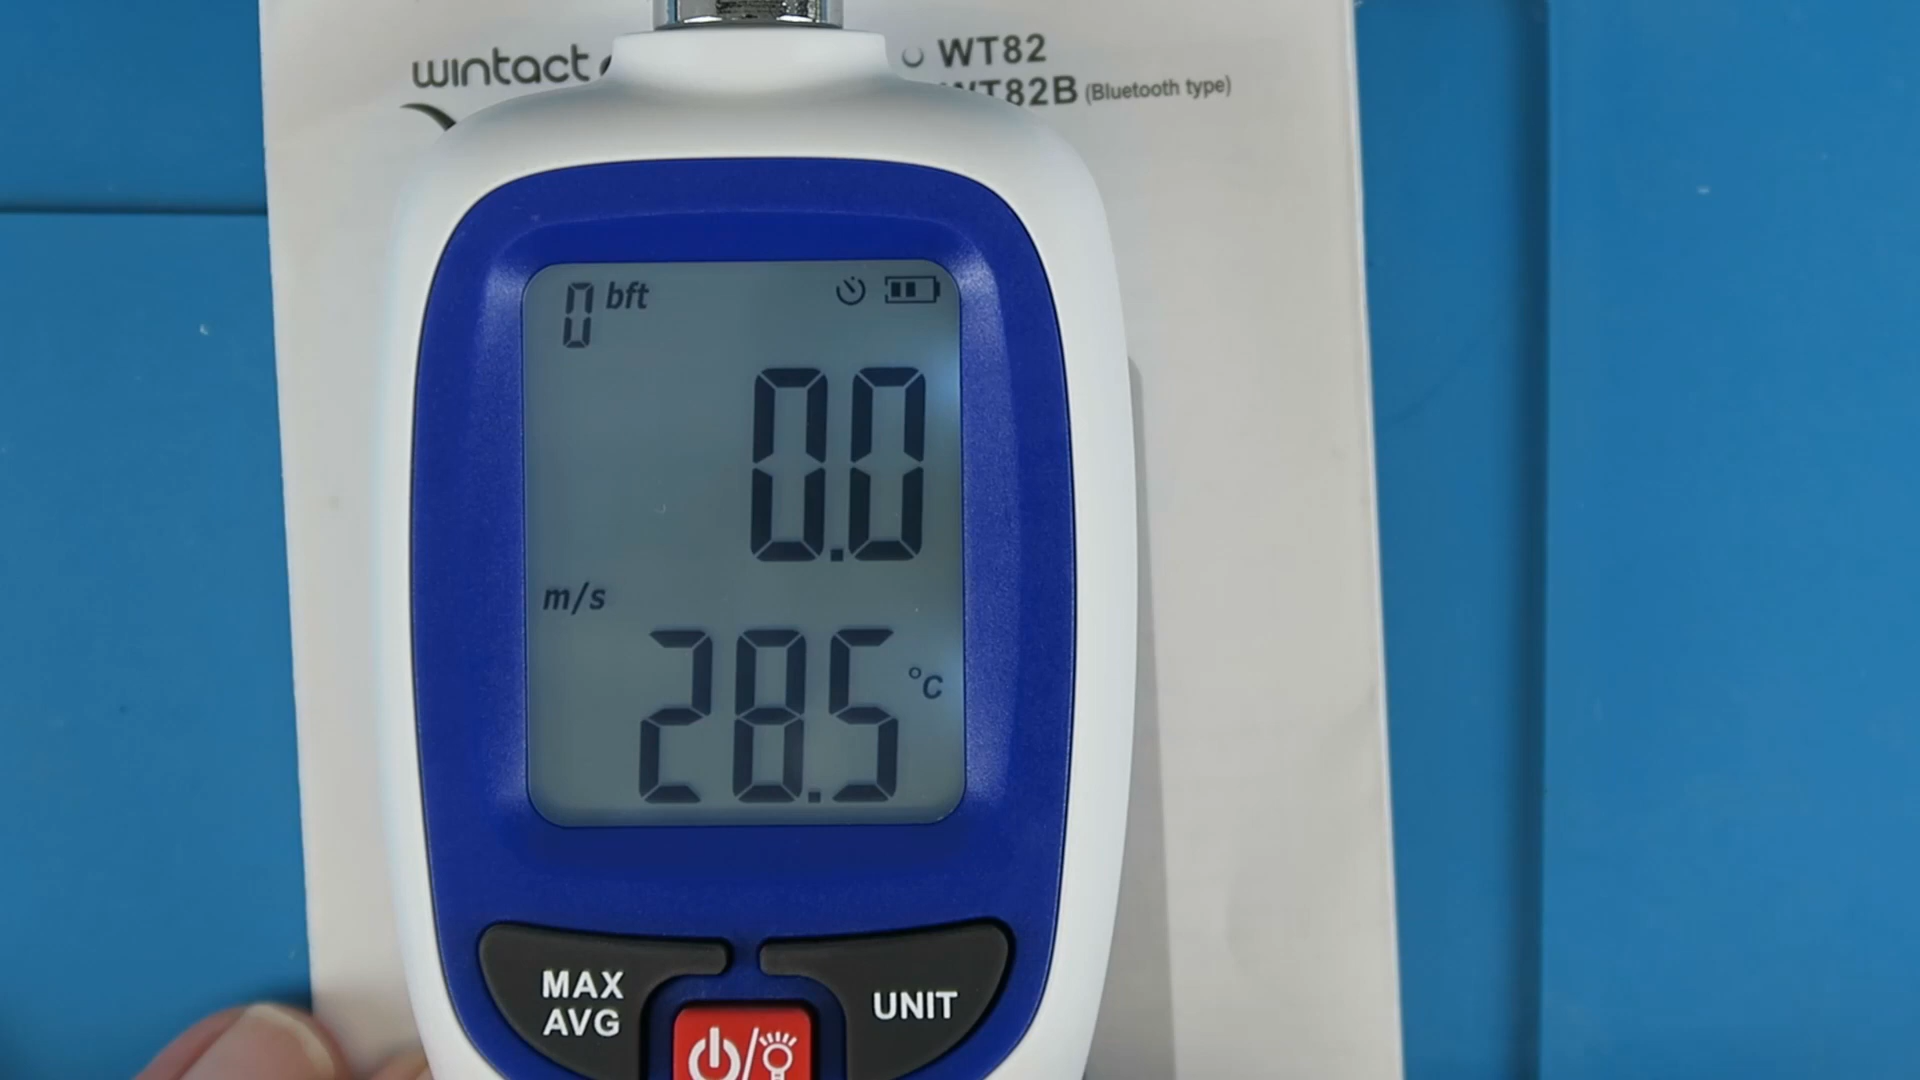 wintact
WT82
WT82B (Bluetooth type)
0 bft
0.0
m/s
28.5 °C
MAX
AVG
UNIT